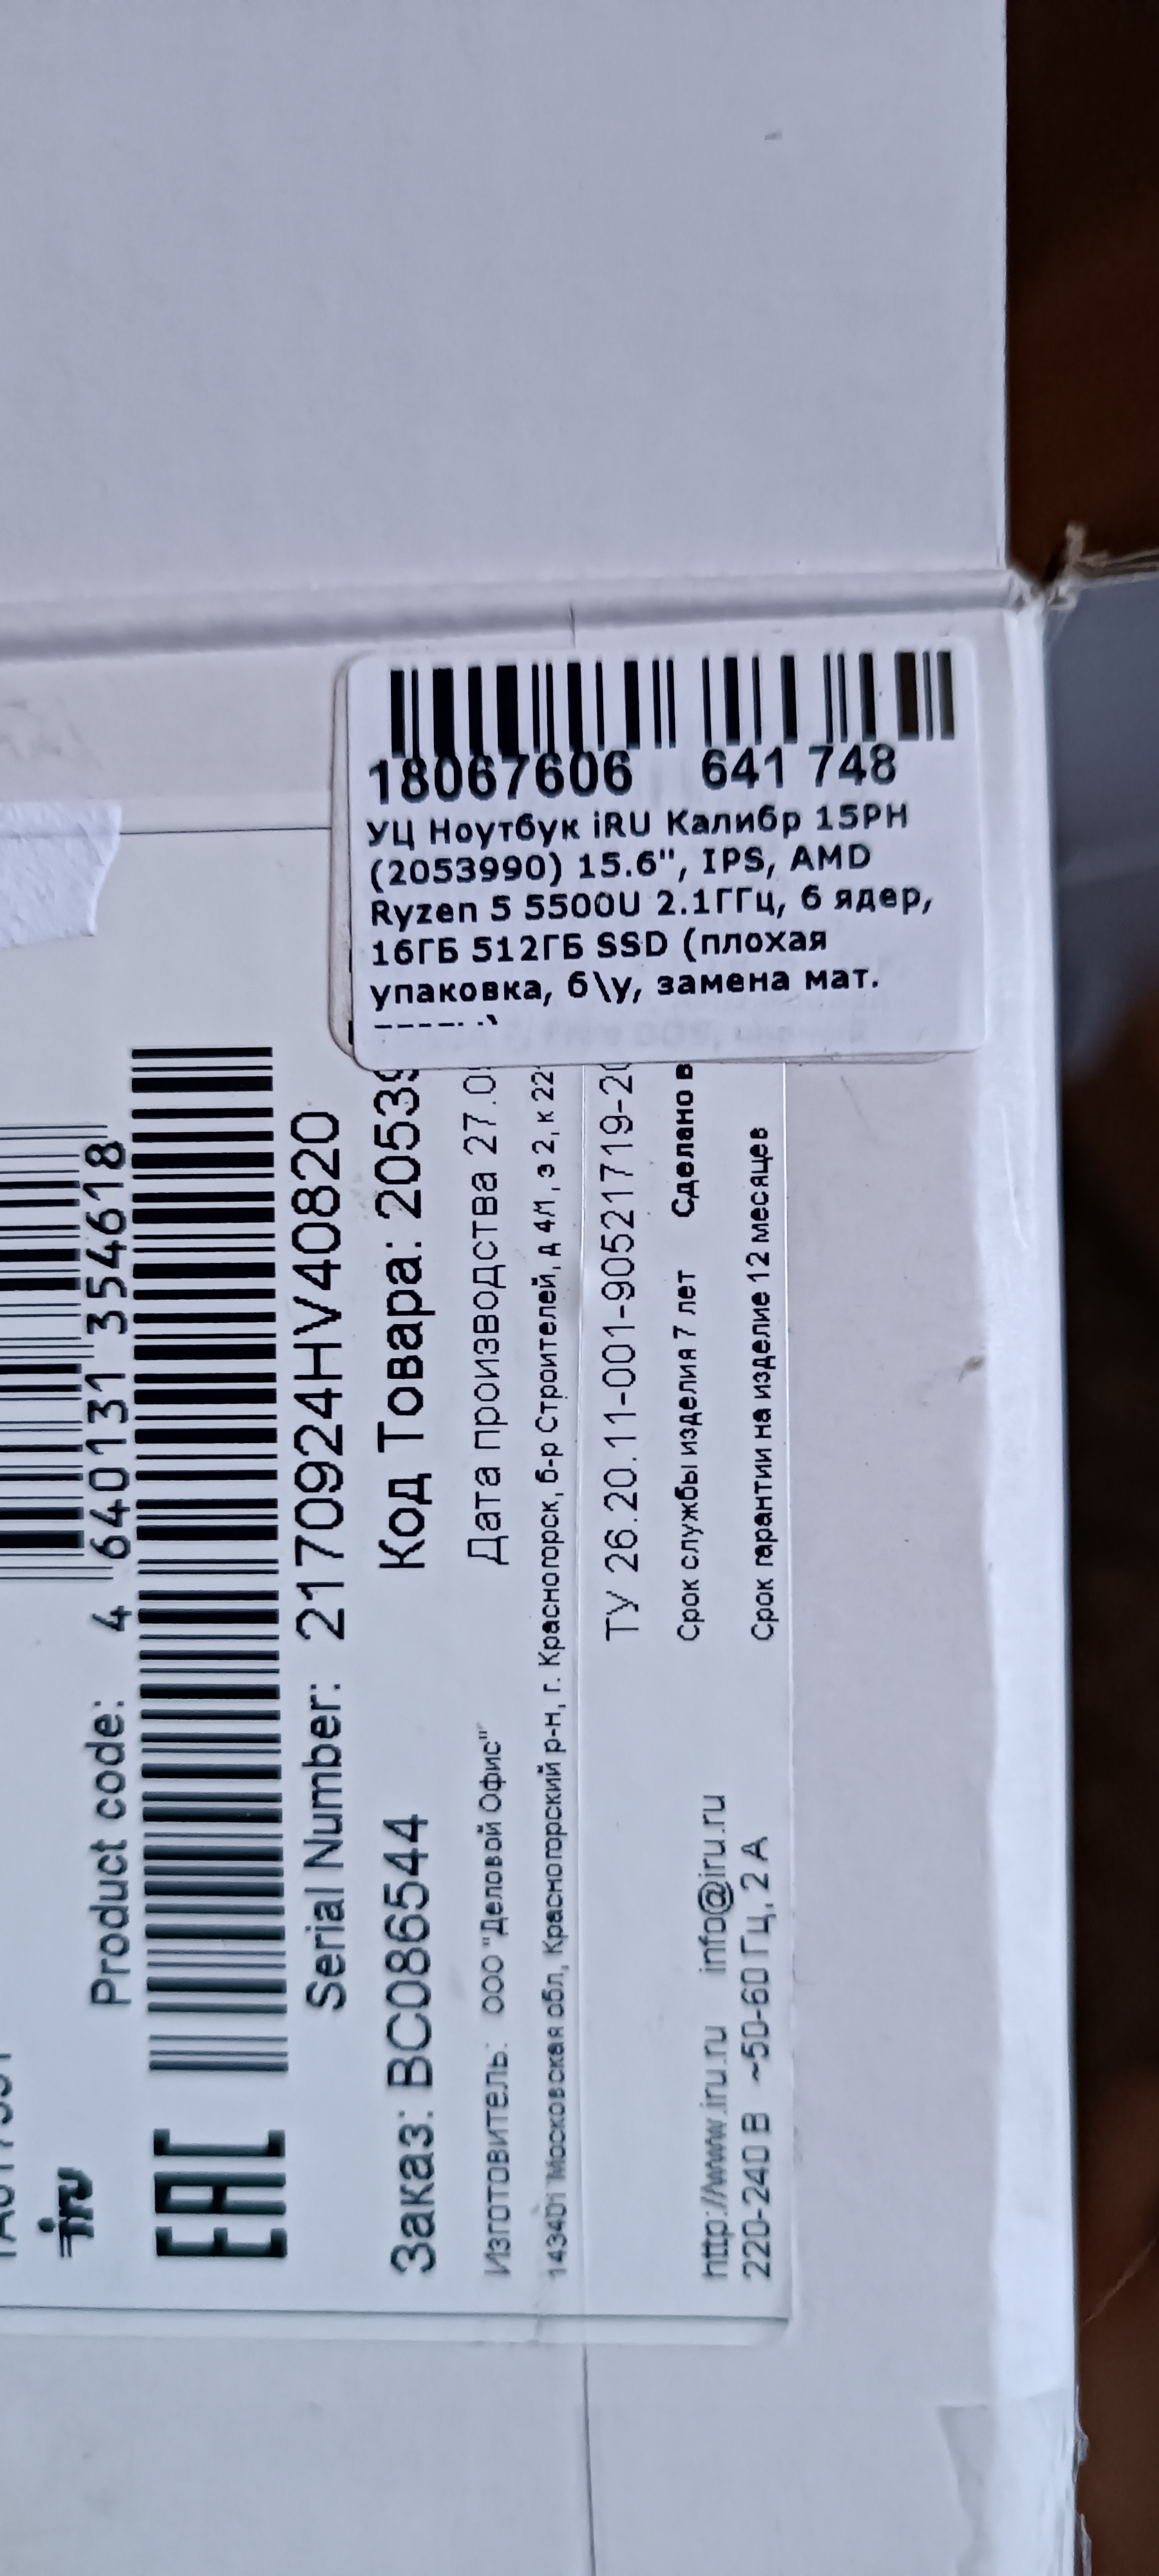 18067606 641 748
УЦ Ноутбук iRU Калибр 15PH
(2053990) 15.6", IPS, AMD
Ryzen 5 5500U 2.1ГГц, 6 ядер,
16ГБ 512ГБ SSD (плохая
упаковка, б\у, замена мат.
iru
Product code: 4 640131 354618
EAC
Serial Number: 2170924HV40820
Заказ: BC086544 Код Товара: 20539
Изготовитель: ООО "Деловой Офис" Дата производства 27.0
143401 Московская обл, Красногорский р-н, г. Красногорск, б-р Строителей, д 4/1, э 2, к 22
ТУ 26.20.11-001-90521719-20
http://www.iru.ru info@iru.ru Срок службы изделия 7 лет Сделано в
220-240 В ~50-60 Гц, 2 А Срок гарантии на изделие 12 месяцев